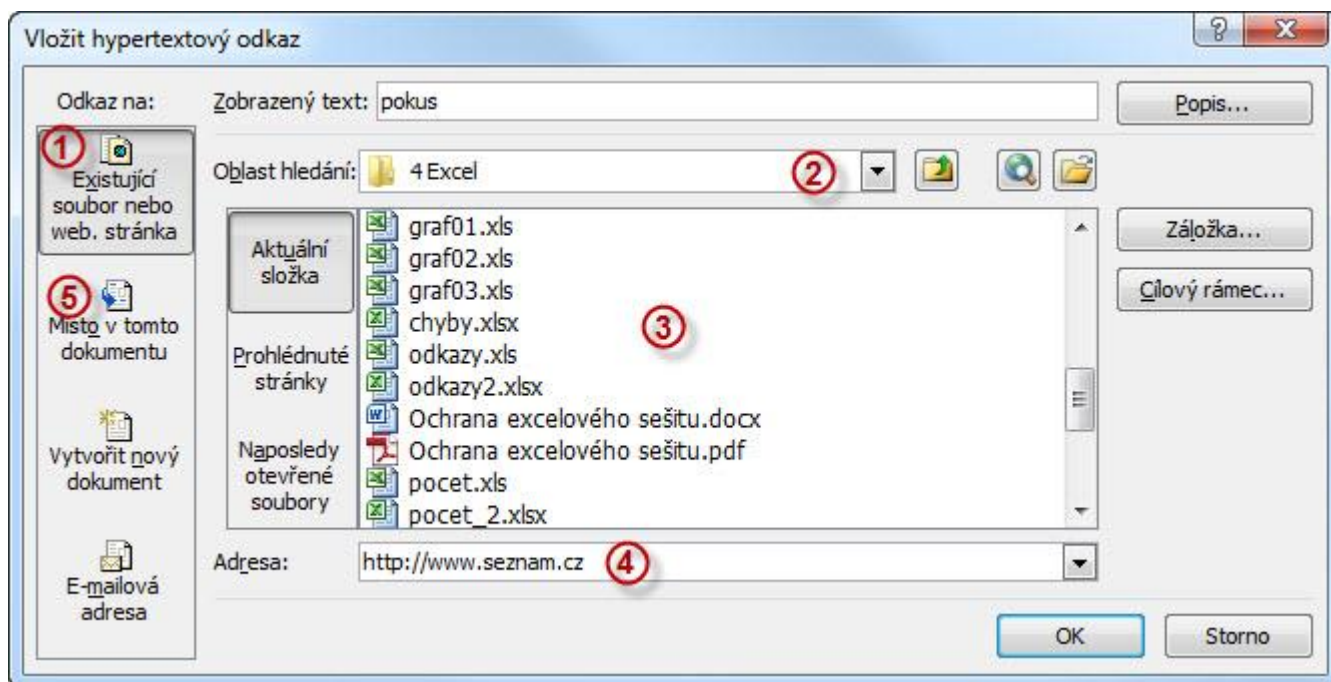 Vložit hypertextový odkaz
Odkaz na:
Zobrazený text: pokus
Popis...
1
Existující
soubor nebo
web. stránka
Oblast hledání: 4 Excel 2
Aktuální
složka
Prohlédnuté
stránky
Naposledy
otevřené
soubory
graf01.xls
graf02.xls
graf03.xls
chyby.xlsx
3
odkazy.xls
odkazy2.xlsx
Ochrana excelového sešitu.docx
Ochrana excelového sešitu.pdf
pocet.xls
pocet_2.xlsx
Záložka...
Cílový rámec...
5
Místo v tomto
dokumentu
Vytvořit nový
dokument
E-mailová
adresa
Adresa: http://www.seznam.cz 4
OK
Storno